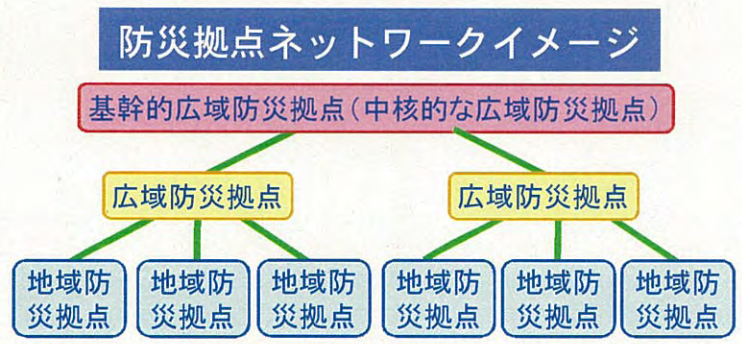 防災拠点ネットワークイメージ
基幹的広域防災拠点(中核的な広域防災拠点)
広域防災拠点
広域防災拠点
地域防
災拠点
地域防
災拠点
地域防
災拠点
地域防
災拠点
地域防
災拠点
地域防
災拠点